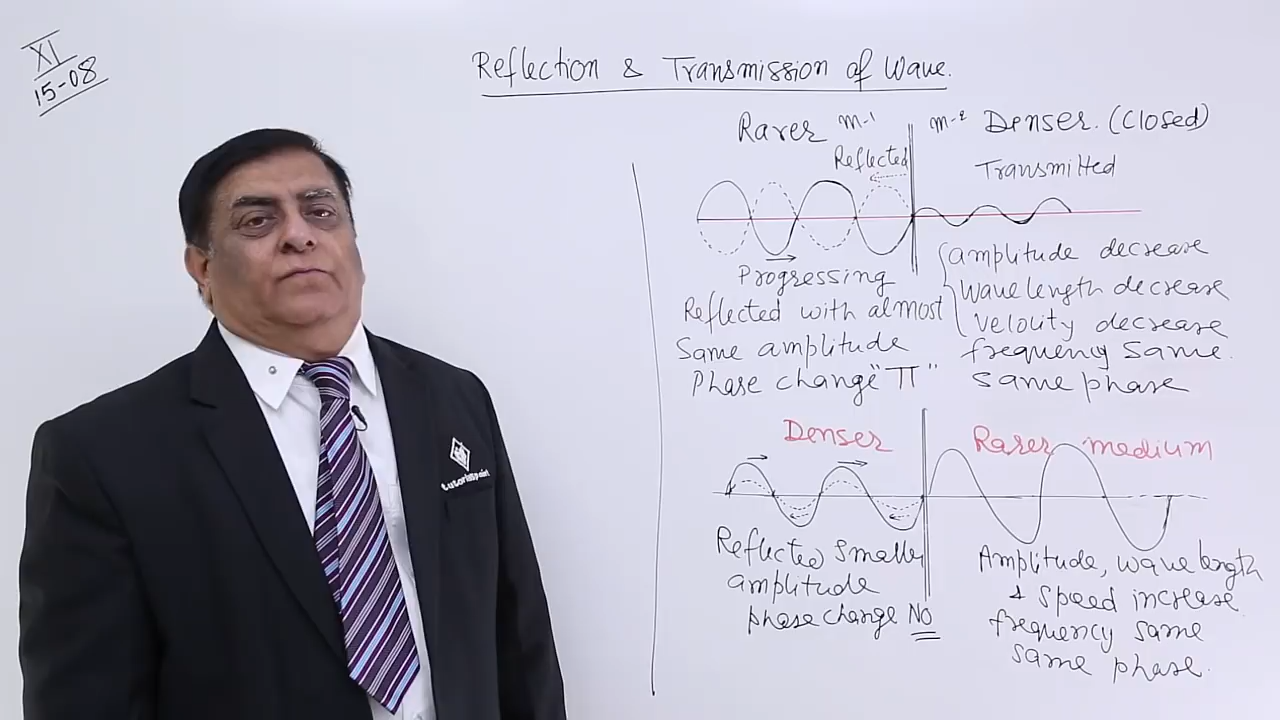 XI
15-08
Reflection & Transmission of Wave.
Rarer m-1
m-2 Denser. (Closed)
Reflected
Transmitted
Progressing
Reflected with almost
Same amplitude
Phase change "π"
amplitude decrease
Wavelength decrease
Velocity decrease
frequency same.
same phase
Denser
Rarer medium
Reflected smaller
amplitude
phase change NO
Amplitude, wavelength
& speed increase
frequency same
same phase.
tutorialspoint